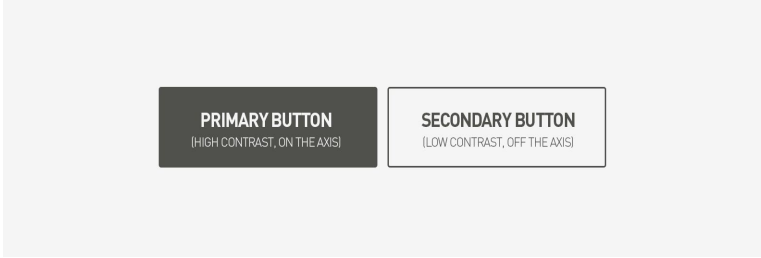 PRIMARY BUTTON
(HIGH CONTRAST, ON THE AXIS)
SECONDARY BUTTON
(LOW CONTRAST, OFF THE AXIS)